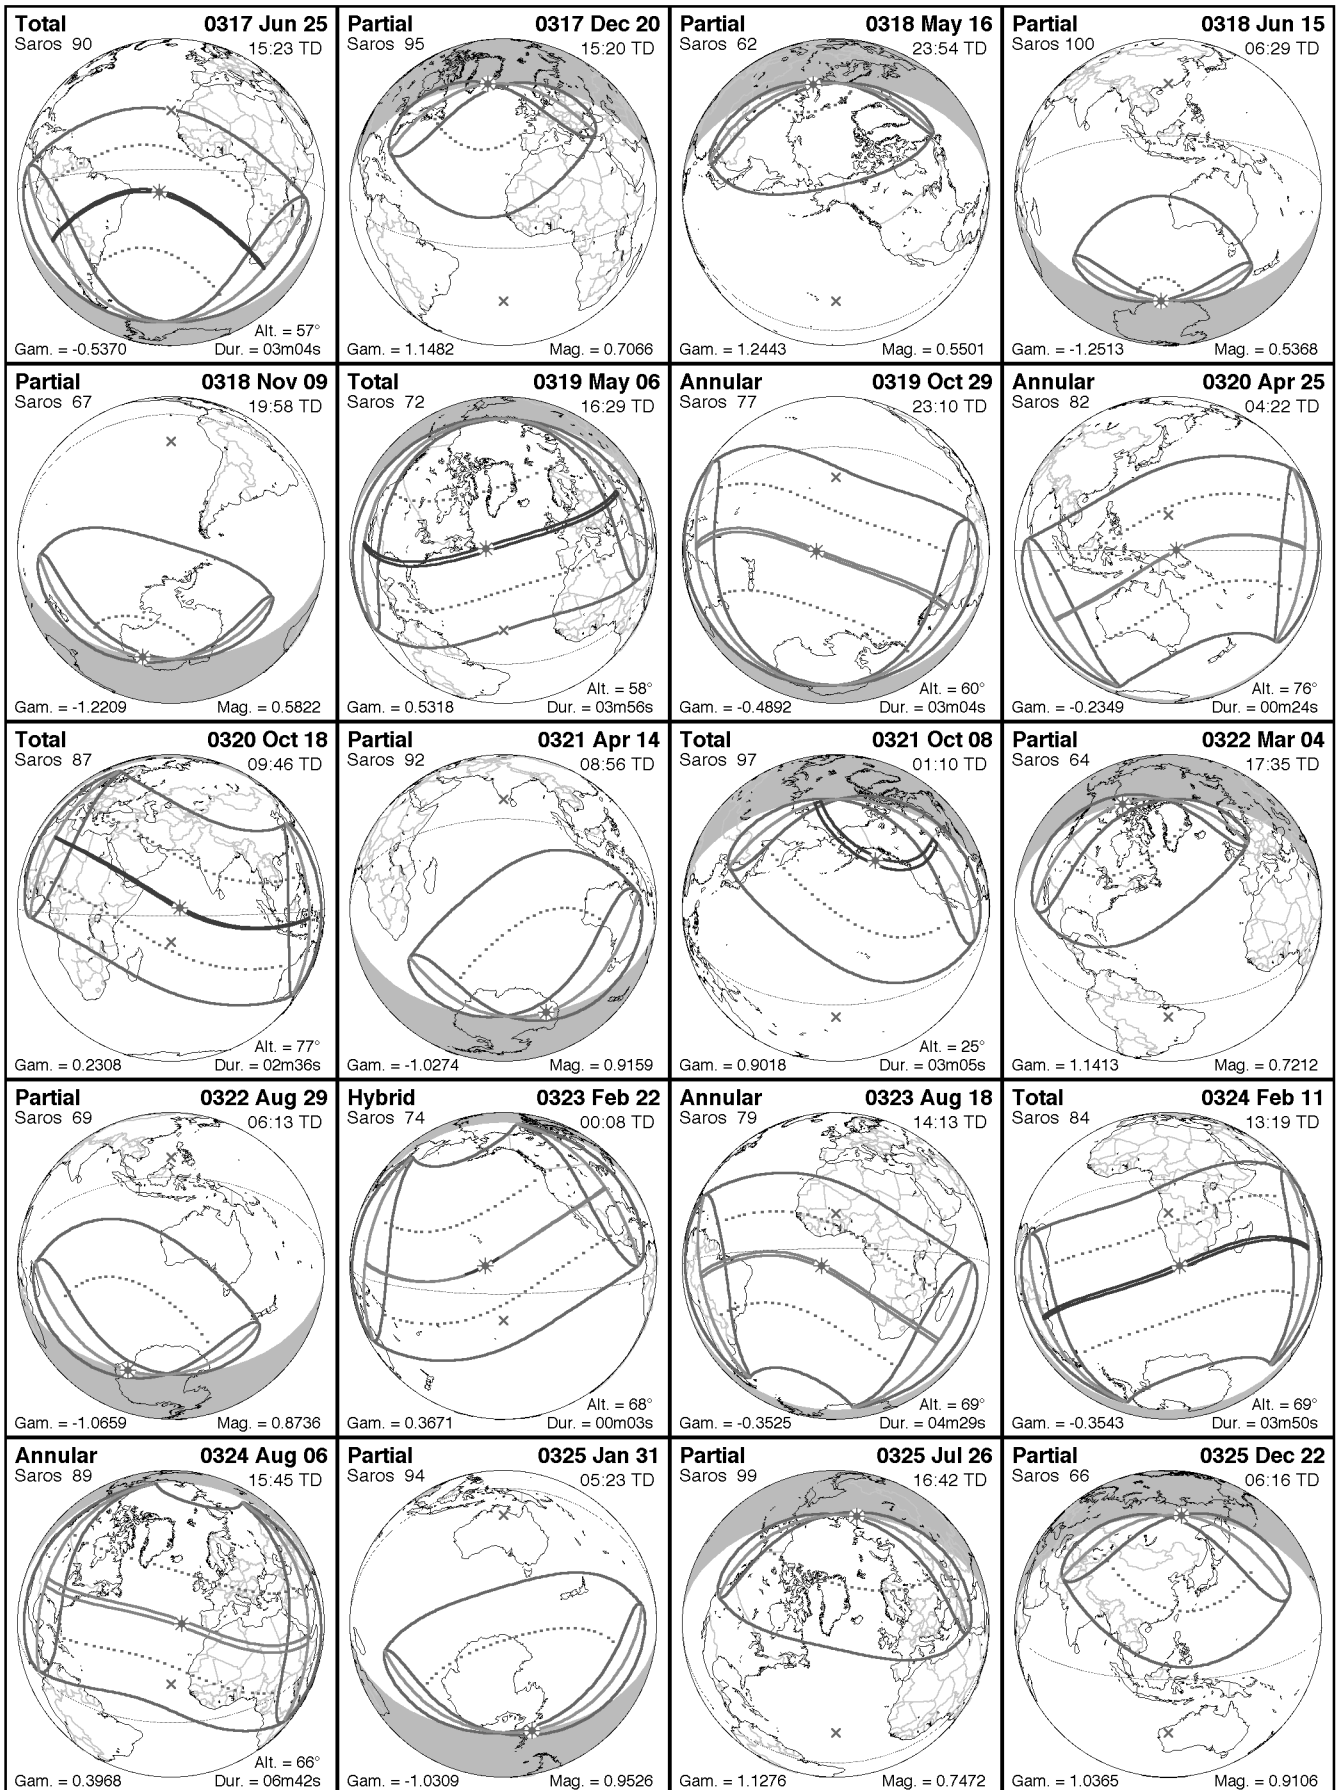 Total 0317 Jun 25
Saros 90 15:23 TD
Alt. = 57°
Gam. = -0.5370 Dur. = 03m04s
Partial 0317 Dec 20
Saros 95 15:20 TD
Gam. = 1.1482 Mag. = 0.7066
Partial 0318 May 16
Saros 62 23:54 TD
Gam. = 1.2443 Mag. = 0.5501
Partial 0318 Jun 15
Saros 100 06:29 TD
Gam. = -1.2513 Mag. = 0.5368
Partial 0318 Nov 09
Saros 67 19:58 TD
Gam. = -1.2209 Mag. = 0.5822
Total 0319 May 06
Saros 72 16:29 TD
Alt. = 58°
Gam. = 0.5318 Dur. = 03m56s
Annular 0319 Oct 29
Saros 77 23:10 TD
Alt. = 60°
Gam. = -0.4892 Dur. = 03m04s
Annular 0320 Apr 25
Saros 82 04:22 TD
Alt. = 76°
Gam. = -0.2349 Dur. = 00m24s
Total 0320 Oct 18
Saros 87 09:46 TD
Alt. = 77°
Gam. = 0.2308 Dur. = 02m36s
Partial 0321 Apr 14
Saros 92 08:56 TD
Gam. = -1.0274 Mag. = 0.9159
Total 0321 Oct 08
Saros 97 01:10 TD
Alt. = 25°
Gam. = 0.9018 Dur. = 03m05s
Partial 0322 Mar 04
Saros 64 17:35 TD
Gam. = 1.1413 Mag. = 0.7212
Partial 0322 Aug 29
Saros 69 06:13 TD
Gam. = -1.0659 Mag. = 0.8736
Hybrid 0323 Feb 22
Saros 74 00:08 TD
Alt. = 68°
Gam. = 0.3671 Dur. = 00m03s
Annular 0323 Aug 18
Saros 79 14:13 TD
Alt. = 69°
Gam. = -0.3525 Dur. = 04m29s
Total 0324 Feb 11
Saros 84 13:19 TD
Alt. = 69°
Gam. = -0.3543 Dur. = 03m50s
Annular 0324 Aug 06
Saros 89 15:45 TD
Alt. = 66°
Gam. = 0.3968 Dur. = 06m42s
Partial 0325 Jan 31
Saros 94 05:23 TD
Gam. = -1.0309 Mag. = 0.9526
Partial 0325 Jul 26
Saros 99 16:42 TD
Gam. = 1.1276 Mag. = 0.7472
Partial 0325 Dec 22
Saros 66 06:16 TD
Gam. = 1.0365 Mag. = 0.9106